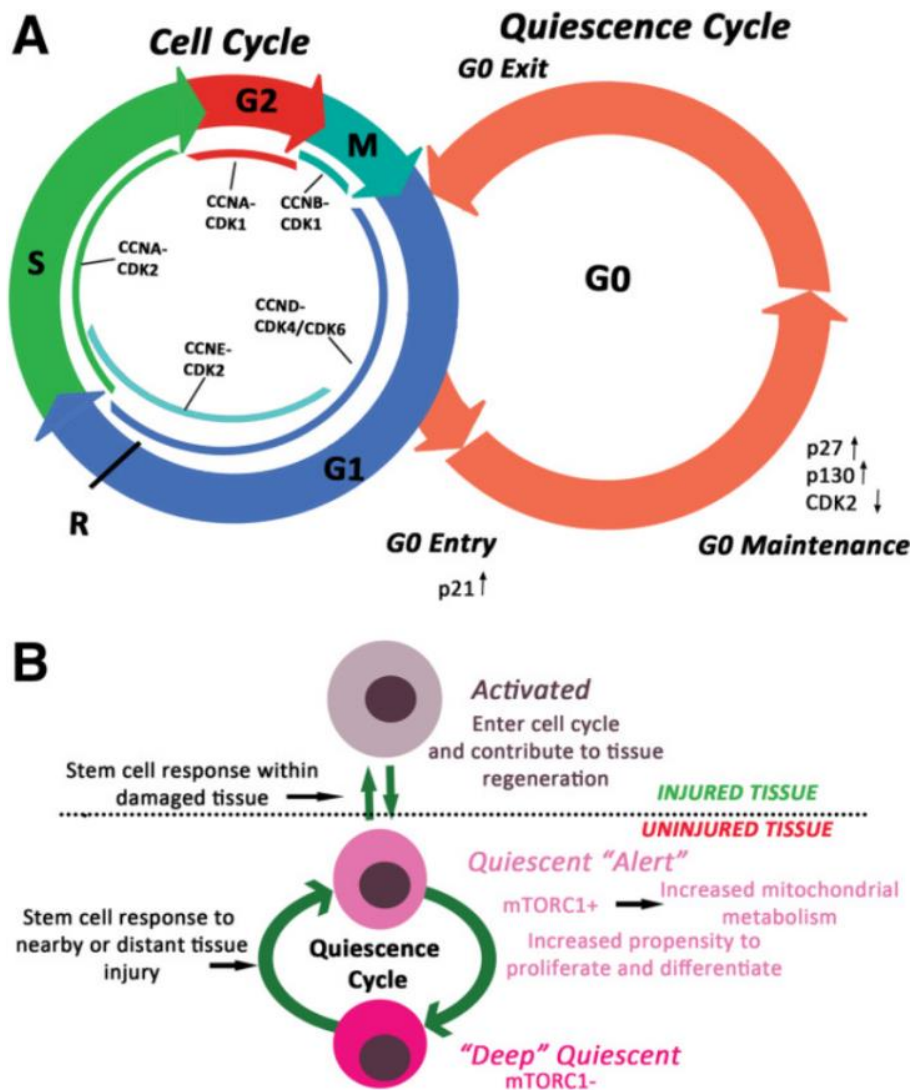 A
Cell Cycle
Quiescence Cycle
G0 Exit
G2
M
CCNA-
CDK1
CCNB-
CDK1
S
CCNA-
CDK2
G0
CCND-
CDK4/CDK6
CCNE-
CDK2
G1
R
p27↑
p130↑
CDK2 ↓
G0 Entry
G0 Maintenance
p21↑
B
Activated
Enter cell cycle
and contribute to tissue
regeneration
Stem cell response within
damaged tissue
INJURED TISSUE
UNINJURED TISSUE
Quiescent “Alert”
mTORC1+
Increased mitochondrial
metabolism
Increased propensity to
proliferate and differentiate
Stem cell response to
nearby or distant tissue
injury
Quiescence
Cycle
“Deep” Quiescent
mTORC1-